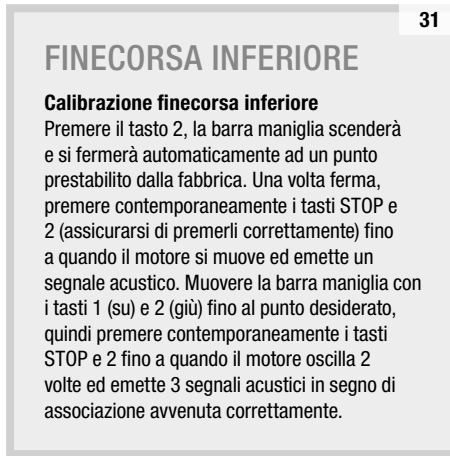 31
FINECORSA INFERIORE
Calibrazione finecorsa inferiore
Premere il tasto 2, la barra maniglia scenderà
e si fermerà automaticamente ad un punto
prestabilito dalla fabbrica. Una volta ferma,
premere contemporaneamente i tasti STOP e
2 (assicurarsi di premerli correttamente) fino
a quando il motore si muove ed emette un
segnale acustico. Muovere la barra maniglia con
i tasti 1 (su) e 2 (giù) fino al punto desiderato,
quindi premere contemporaneamente i tasti
STOP e 2 fino a quando il motore oscilla 2
volte ed emette 3 segnali acustici in segno di
associazione avvenuta correttamente.